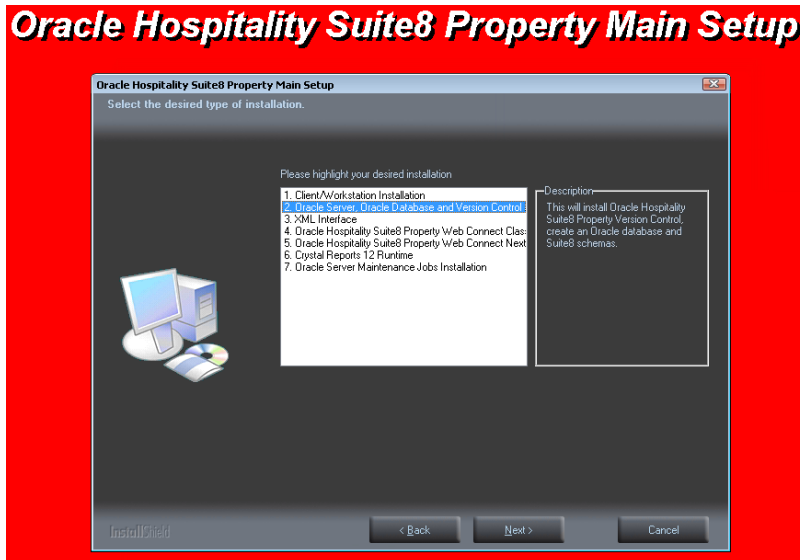 Oracle Hospitality Suite8 Property Main Setup
Oracle Hospitality Suite8 Property Main Setup
Select the desired type of installation.
Please highlight your desired installation
1. Client/Workstation Installation
2. Oracle Server, Oracle Database and Version Control
3. XML Interface
4. Oracle Hospitality Suite8 Property Web Connect Clas
5. Oracle Hospitality Suite8 Property Web Connect Next
6. Crystal Reports 12 Runtime
7. Oracle Server Maintenance Jobs Installation
Description
This will install Oracle Hospitality
Suite8 Property Version Control,
create an Oracle database and
Suite8 schemas.
InstallShield
< Back
Next >
Cancel